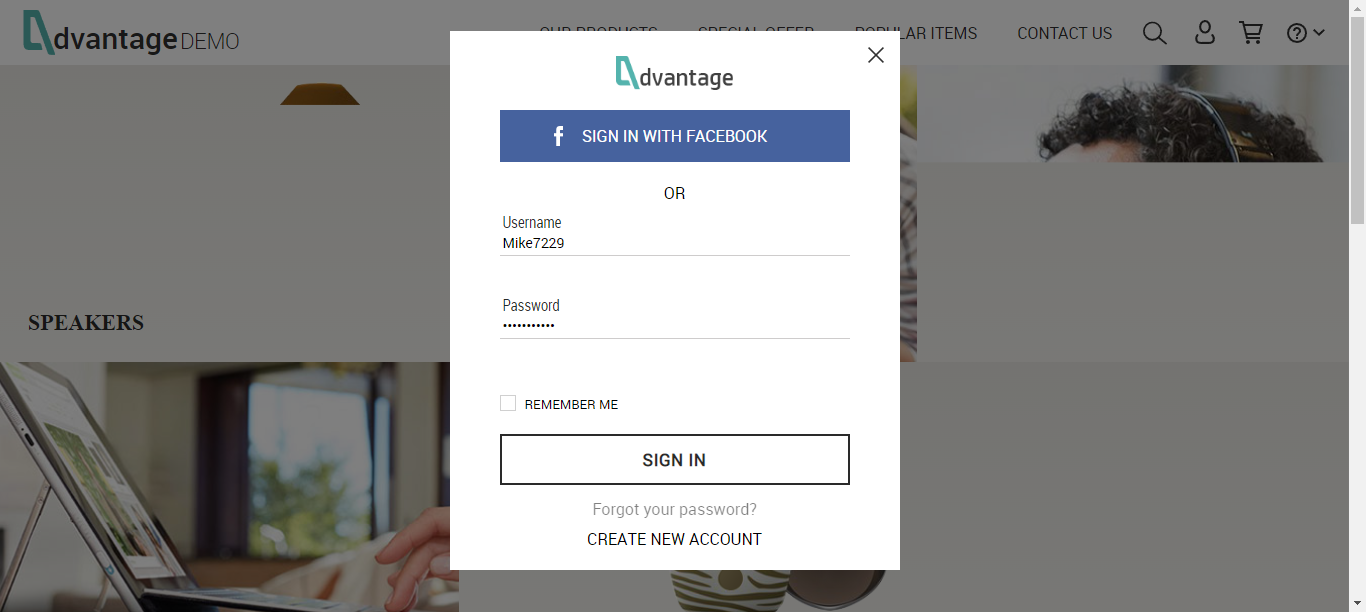 dvantage DEMO
OUR PRODUCTS SPECIAL OFFER POPULAR ITEMS CONTACT US
dvantage
f SIGN IN WITH FACEBOOK
OR
Username
Mike7229
Password
•••••••••••
REMEMBER ME
SIGN IN
Forgot your password?
CREATE NEW ACCOUNT
SPEAKERS